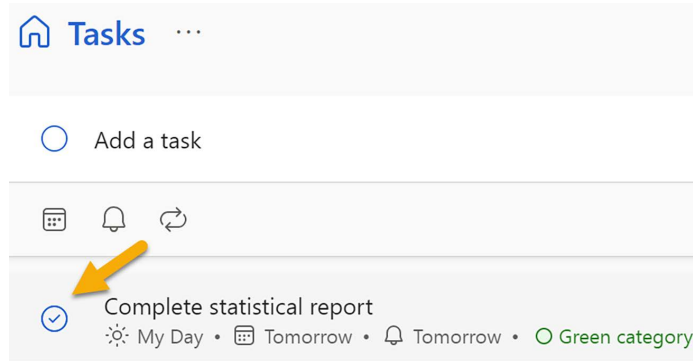 Tasks ...
Add a task
Complete statistical report
My Day • Tomorrow • Tomorrow • Green category